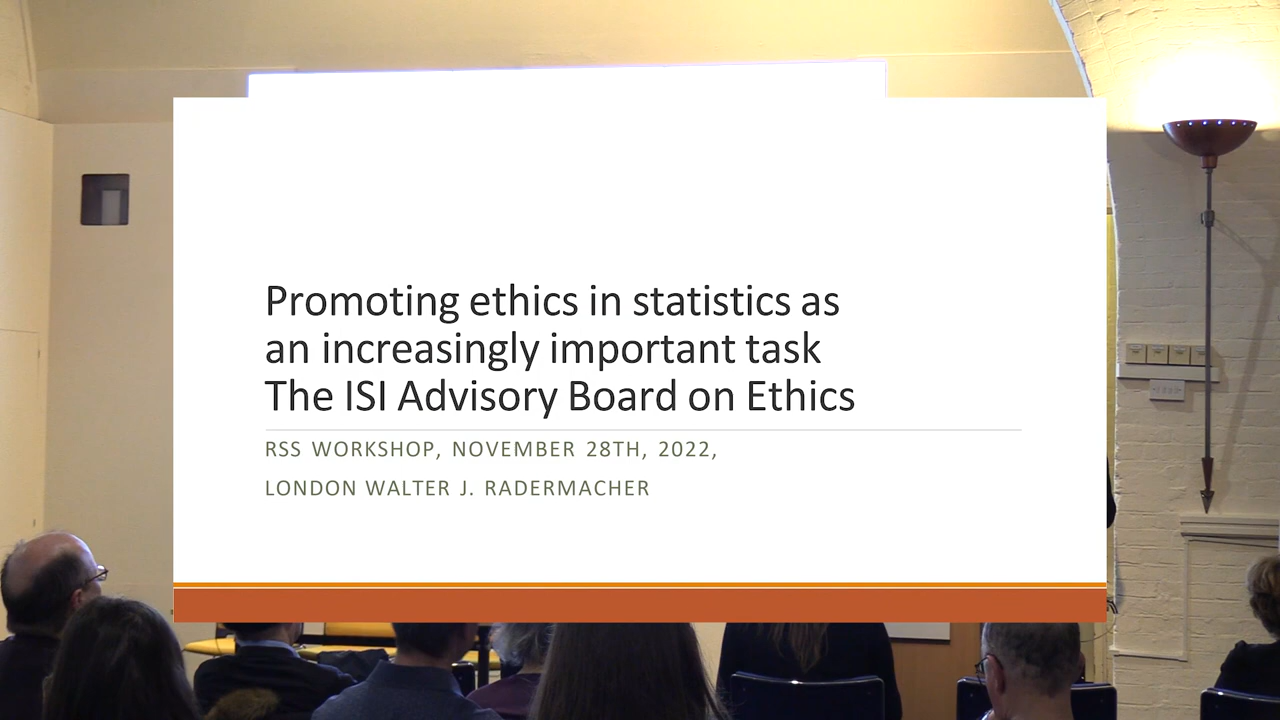 Promoting ethics in statistics as
an increasingly important task
The ISI Advisory Board on Ethics
RSS WORKSHOP, NOVEMBER 28TH, 2022,
LONDON WALTER J. RADERMACHER